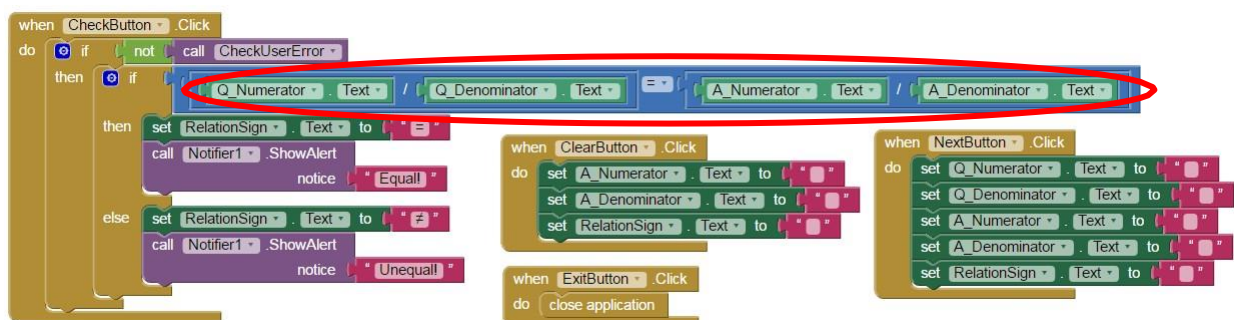 when CheckButton .Click
do if not call CheckUserError
then if Q_Numerator . Text / Q_Denominator . Text = A_Numerator . Text / A_Denominator . Text
then set RelationSign . Text to " = "
call Notifier1 .ShowAlert
notice " Equal! "
else set RelationSign . Text to " ≠ "
call Notifier1 .ShowAlert
notice " Unequal! "
when ClearButton .Click
do set A_Numerator . Text to " "
set A_Denominator . Text to " "
set RelationSign . Text to " "
when ExitButton .Click
do close application
when NextButton .Click
do set Q_Numerator . Text to " "
set Q_Denominator . Text to " "
set A_Numerator . Text to " "
set A_Denominator . Text to " "
set RelationSign . Text to " "